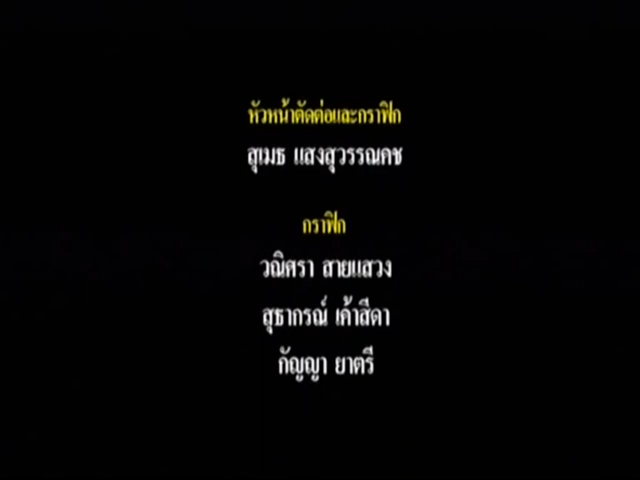 หัวหน้าตัดต่อและกราฟิก
สุเมธ แสงสุวรรณคช
กราฟิก
วณิศรา สายแสวง
สุธากรณ์ เค้าสีดา
กัญญา ยาตรี